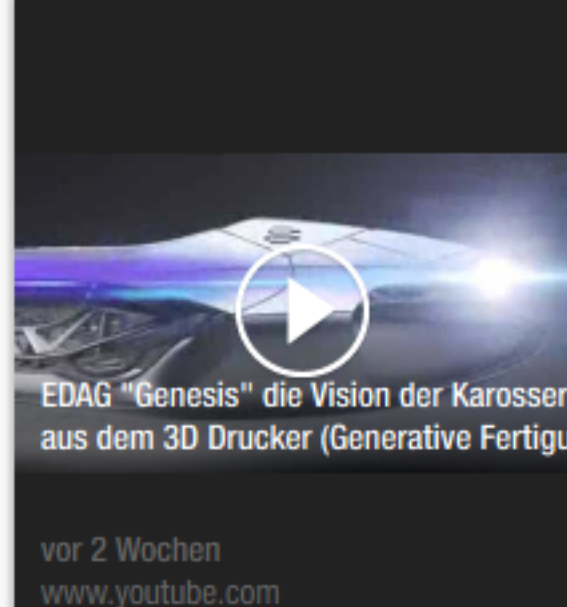 EDAG "Genesis" die Vision der Karosser
aus dem 3D Drucker (Generative Fertigu
vor 2 Wochen
www.youtube.com